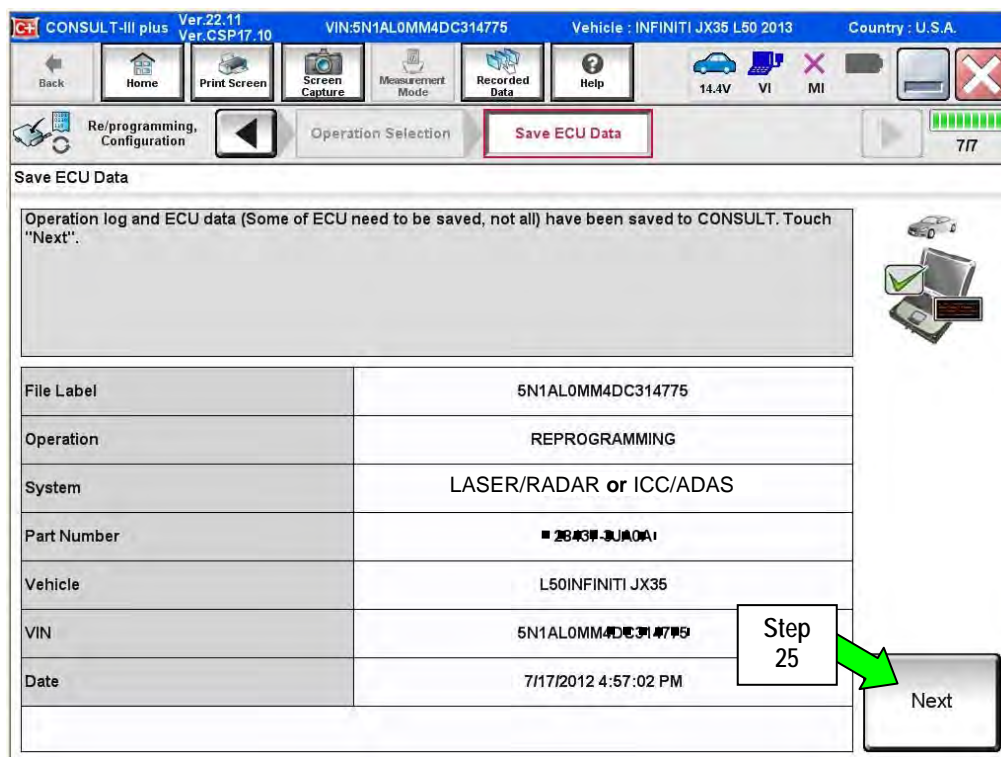 C+ CONSULT-III plus Ver.22.11 Ver.CSP17.10 VIN:5N1AL0MM4DC314775 Vehicle : INFINITI JX35 L50 2013 Country : U.S.A.
Back Home Print Screen Screen Capture Measurement Mode Recorded Data Help 14.4V VI MI
Re/programming, Configuration Operation Selection Save ECU Data 7/7
Save ECU Data
Operation log and ECU data (Some of ECU need to be saved, not all) have been saved to CONSULT. Touch
"Next".
File Label 5N1AL0MM4DC314775
Operation REPROGRAMMING
System LASER/RADAR or ICC/ADAS
Part Number
Vehicle L50INFINITI JX35
VIN
Date 7/17/2012 4:57:02 PM
Step
25
Next